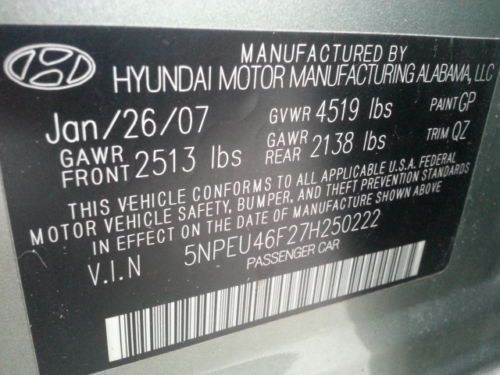 MANUFACTURED BY
HYUNDAI MOTOR MANUFACTURING ALABAMA, LLC
Jan/26/07 GVWR 4519 lbs PAINT GP
GAWR FRONT 2513 lbs GAWR REAR 2138 lbs TRIM QZ
THIS VEHICLE CONFORMS TO ALL APPLICABLE U.S.A. FEDERAL
MOTOR VEHICLE SAFETY, BUMPER, AND THEFT PREVENTION STANDARDS
IN EFFECT ON THE DATE OF MANUFACTURE SHOWN ABOVE
V.I.N 5NPEU46F27H250222
PASSENGER CAR